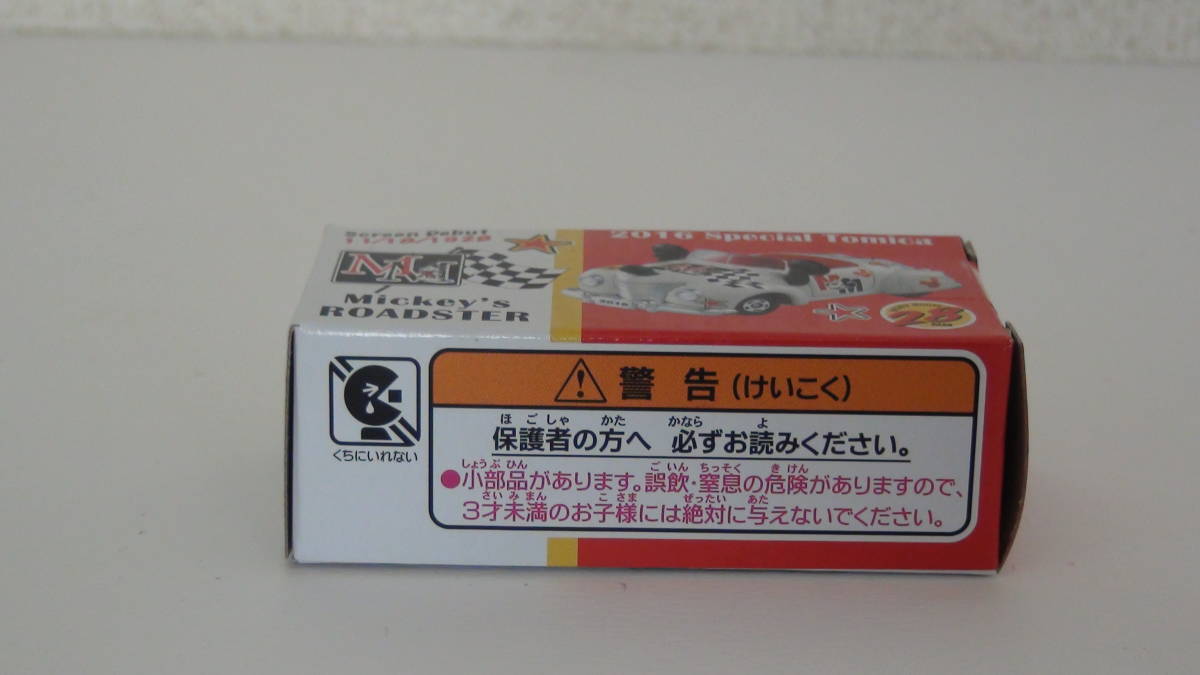 Screen Debut
11/18/1928
MM
Mickey's
ROADSTER
2016 Special Tomica
2016
28
くちにいれない
警告(けいこく)
ほごしゃ かた かなら よ
保護者の方へ 必ずお読みください。
しょうぶひん ごいん ちっそく きけん
●小部品があります。誤飲・窒息の危険がありますので、
さいみまん こさま ぜったい あた
3才未満のお子様には絶対に与えないでください。